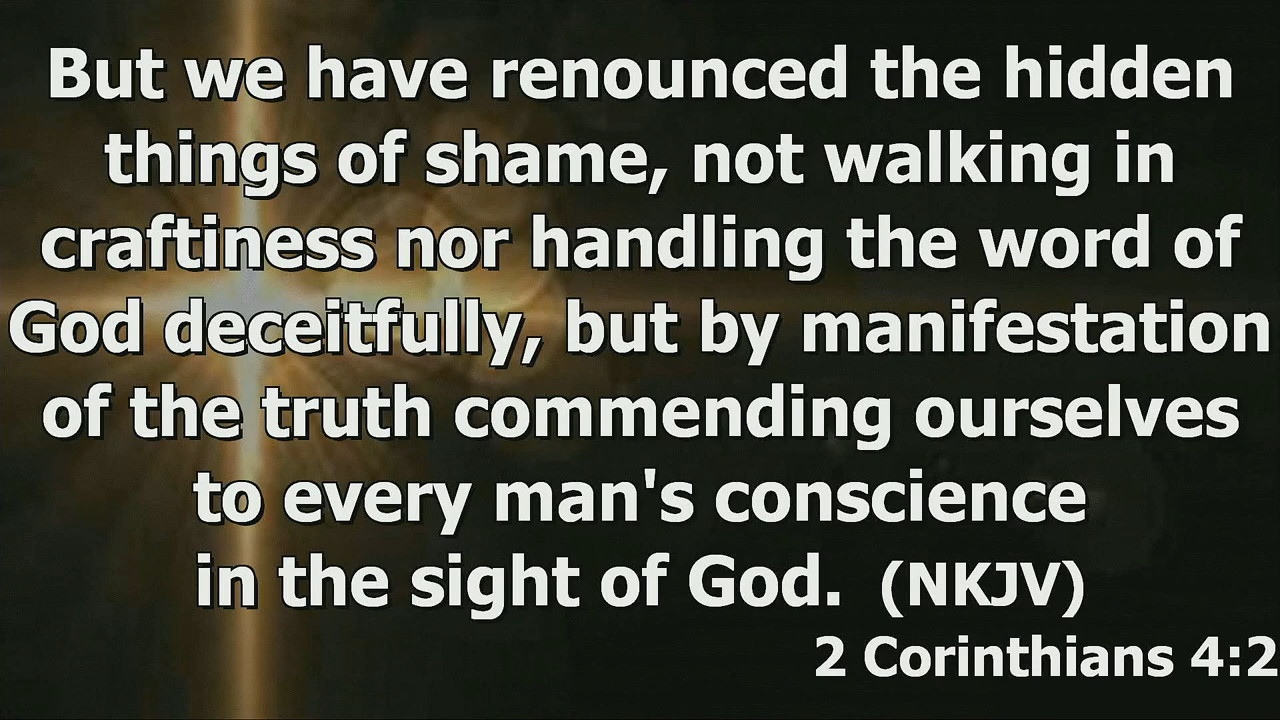 But we have renounced the hidden
things of shame, not walking in
craftiness nor handling the word of
God deceitfully, but by manifestation
of the truth commending ourselves
to every man's conscience
in the sight of God. (NKJV)
2 Corinthians 4:2